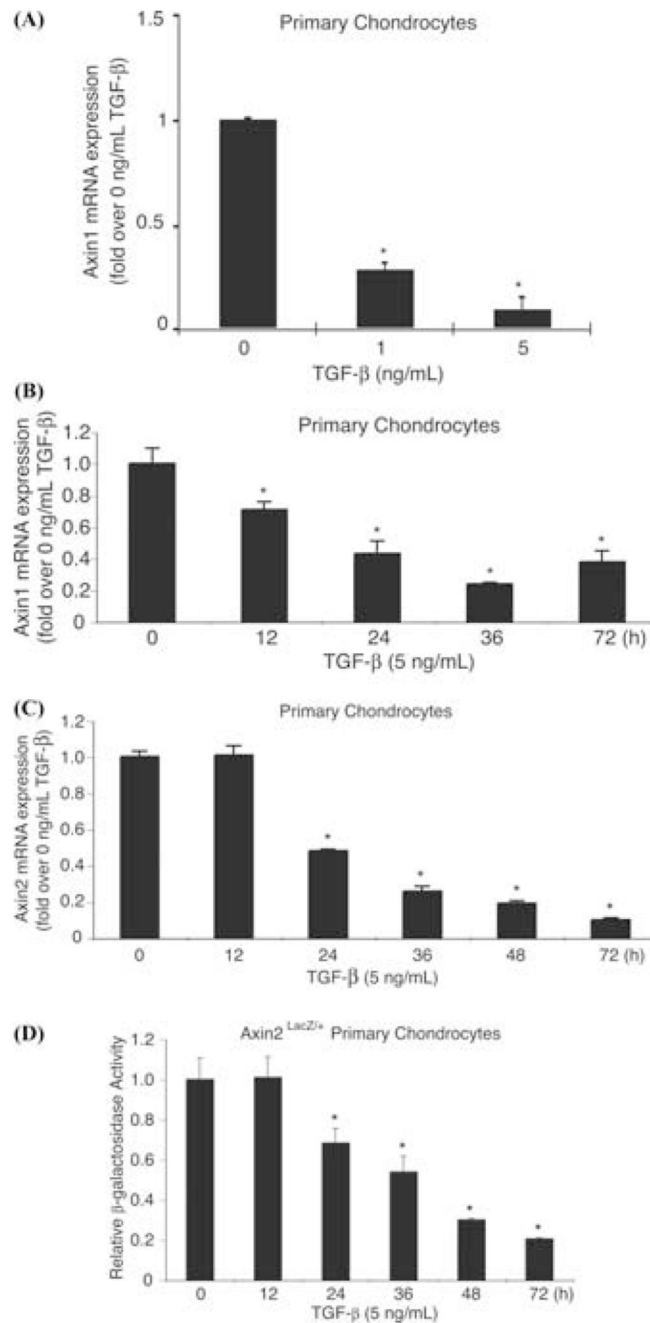 (A)
Primary Chondrocytes
Axin1 mRNA expression
(fold over 0 ng/mL TGF-β)
1.5
1
0.5
0
*
*
0 1 5
TGF-β (ng/mL)
(B)
Primary Chondrocytes
Axin1 mRNA expression
(fold over 0 ng/mL TGF-β)
1.2
1.0
0.8
0.6
0.4
0.2
0
*
*
*
*
0 12 24 36 72 (h)
TGF-β (5 ng/mL)
(C)
Primary Chondrocytes
Axin2 mRNA expression
(fold over 0 ng/mL TGF-β)
1.2
1.0
0.8
0.6
0.4
0.2
0
*
*
*
*
0 12 24 36 48 72 (h)
TGF-β (5 ng/mL)
(D)
Axin2 LacZ/+ Primary Chondrocytes
Relative β-galactosidase Activity
1.2
1.0
0.8
0.6
0.4
0.2
0
*
*
*
*
0 12 24 36 48 72 (h)
TGF-β (5 ng/mL)